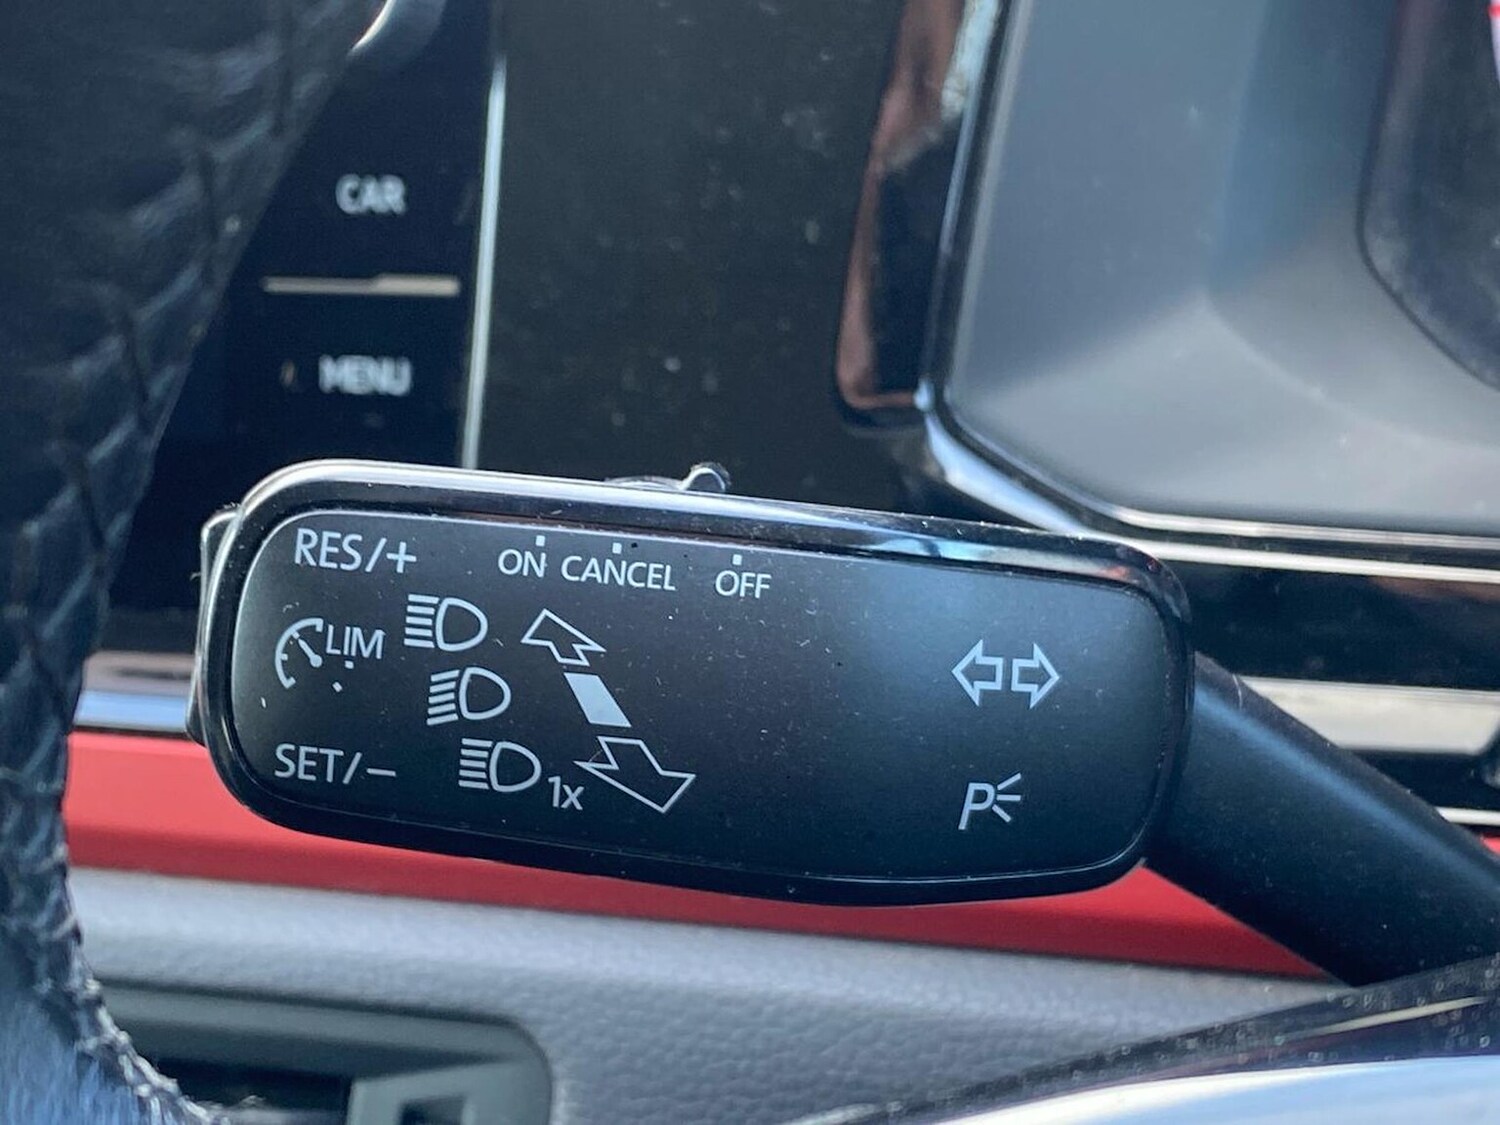 CAR
MENU
RES/+
ON CANCEL OFF
LIM
SET/–
1x
P